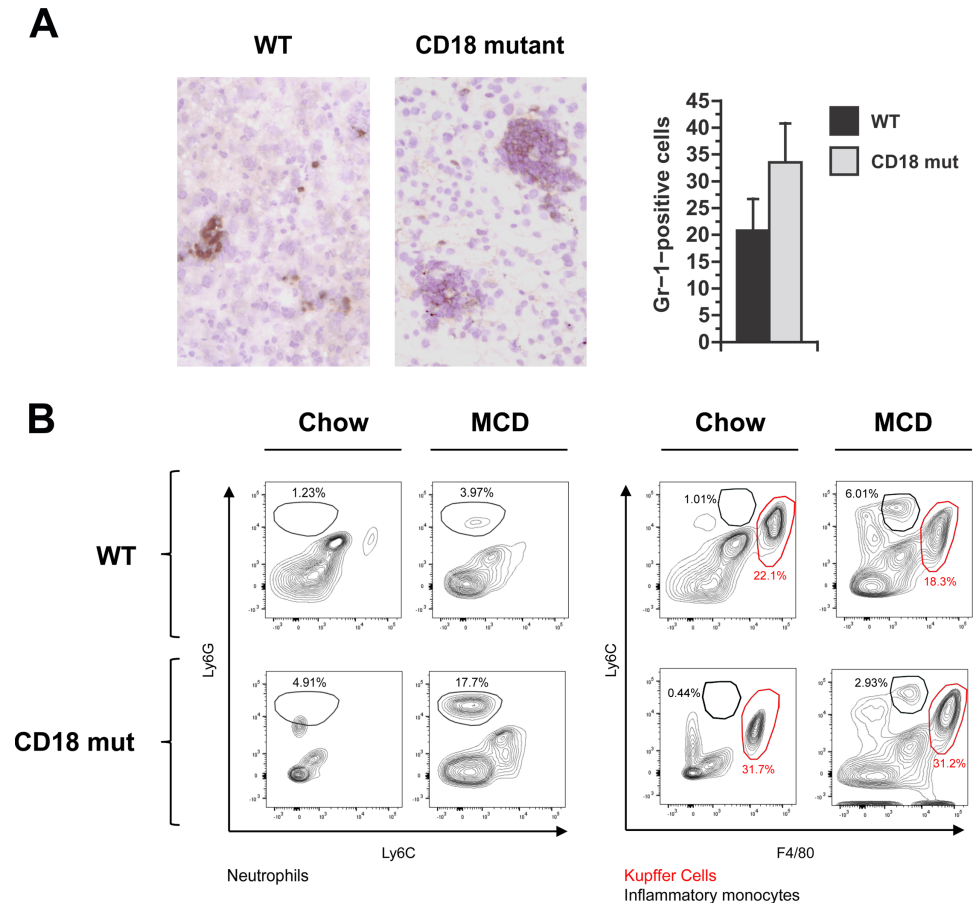 A
WT
CD18 mutant
Gr−1−positive cells
45
40
35
30
25
20
15
10
5
0
WT
CD18 mut
B
Chow
MCD
Chow
MCD
WT
CD18 mut
Ly6G
Ly6C
1.23%
3.97%
1.01%
22.1%
6.01%
18.3%
4.91%
17.7%
0.44%
31.7%
2.93%
31.2%
Ly6C
F4/80
Neutrophils
Kupffer Cells
Inflammatory monocytes